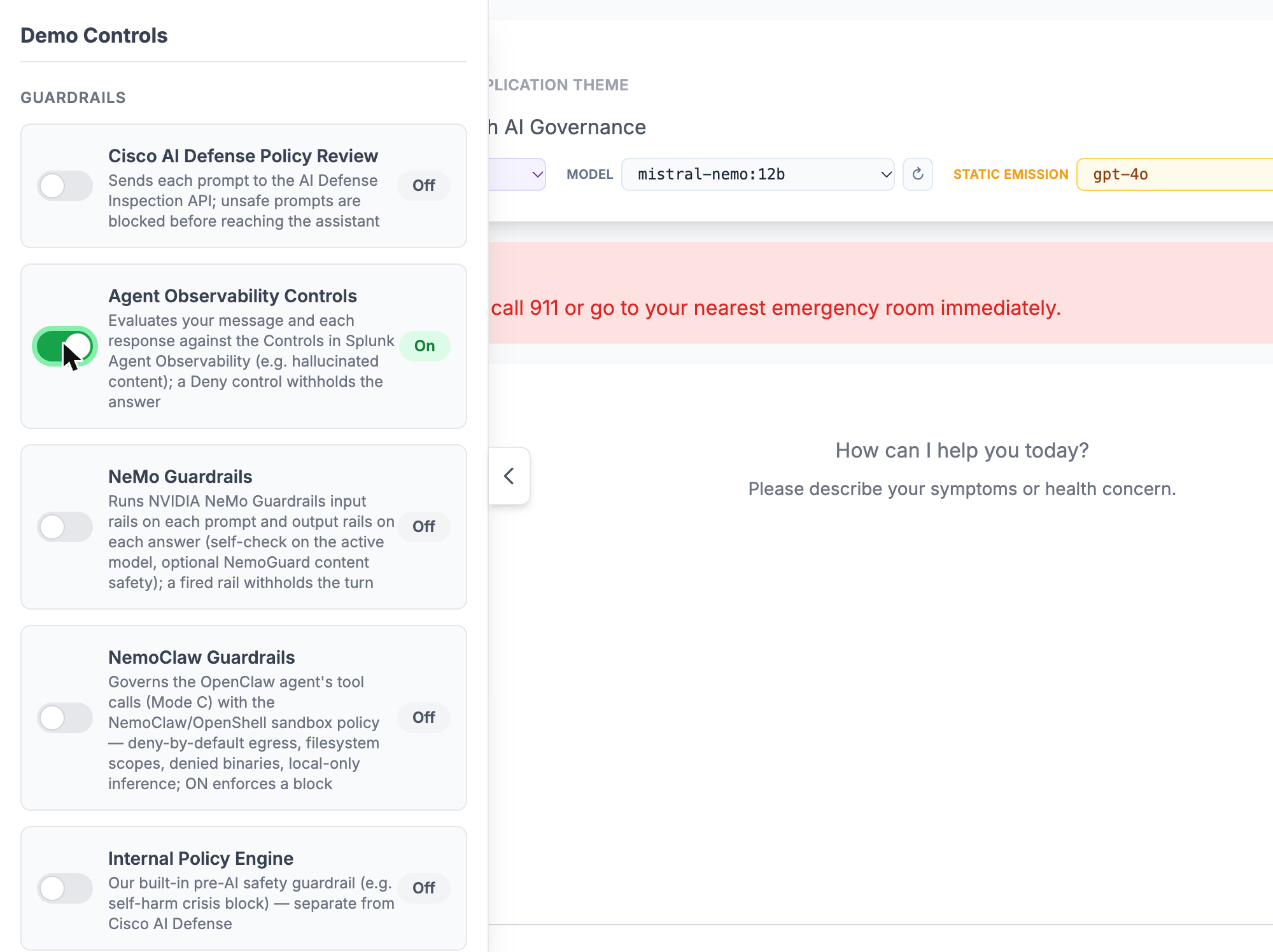 Demo Controls
GUARDRAILS
Cisco AI Defense Policy Review
Sends each prompt to the AI Defense
Inspection API; unsafe prompts are
blocked before reaching the assistant
Off
Agent Observability Controls
Evaluates your message and each
response against the Controls in Splunk
Agent Observability (e.g. hallucinated
content); a Deny control withholds the
answer
On
NeMo Guardrails
Runs NVIDIA NeMo Guardrails input
rails on each prompt and output rails on
each answer (self-check on the active
model, optional NemoGuard content
safety); a fired rail withholds the turn
Off
NemoClaw Guardrails
Governs the OpenClaw agent's tool
calls (Mode C) with the
NemoClaw/OpenShell sandbox policy
— deny-by-default egress, filesystem
scopes, denied binaries, local-only
inference; ON enforces a block
Off
Internal Policy Engine
Our built-in pre-AI safety guardrail (e.g.
self-harm crisis block) — separate from
Cisco AI Defense
Off
PLICATION THEME
h AI Governance
MODEL
mistral-nemo:12b
STATIC EMISSION
gpt-4o
call 911 or go to your nearest emergency room immediately.
How can I help you today?
Please describe your symptoms or health concern.